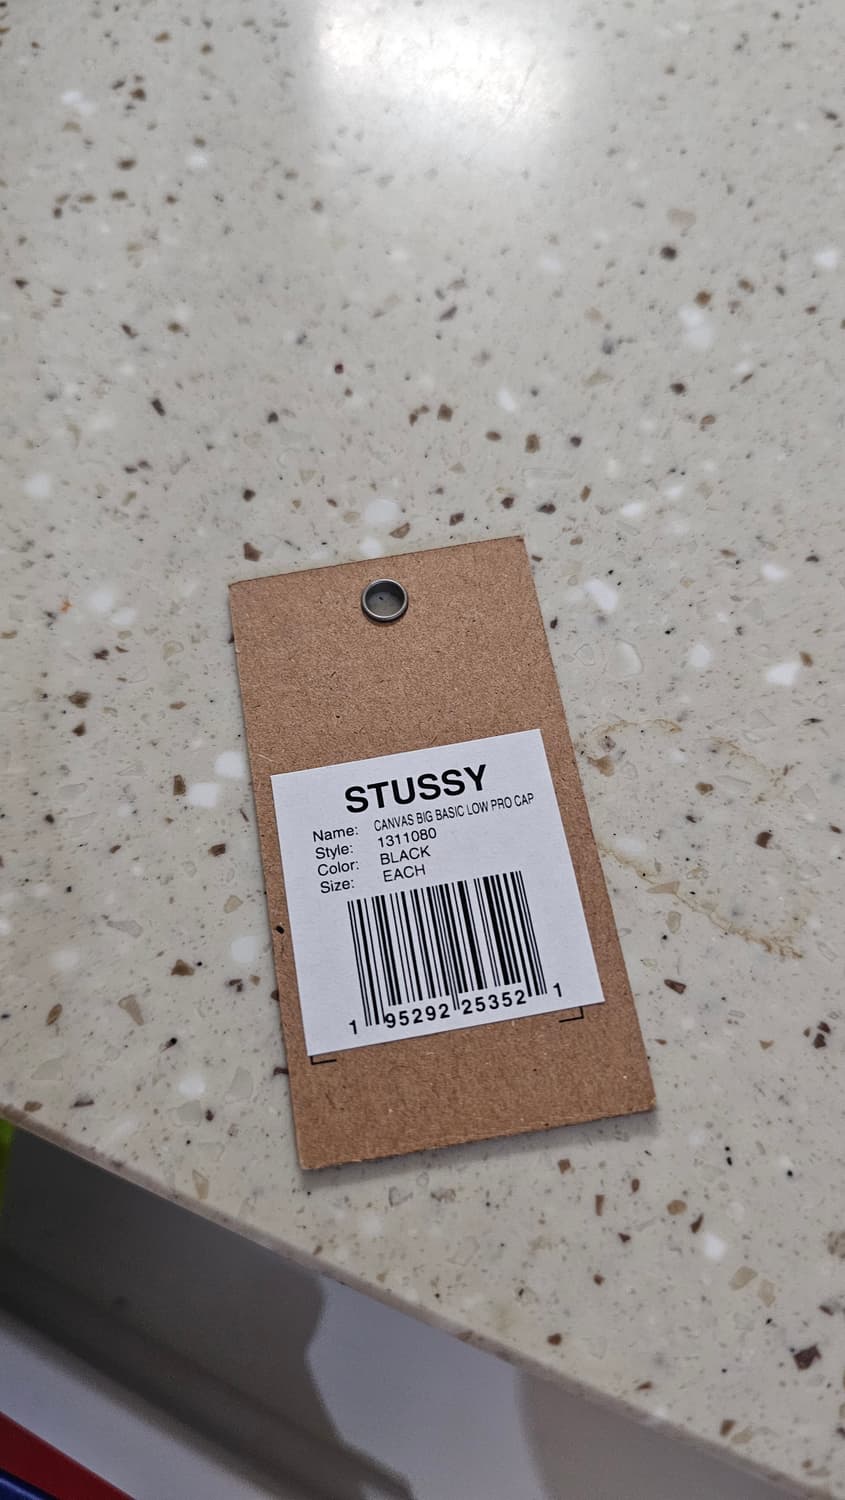 STUSSY
Name: CANVAS BIG BASIC LOW PRO CAP
Style: 1311080
Color: BLACK
Size: EACH
1 95292 25352 1